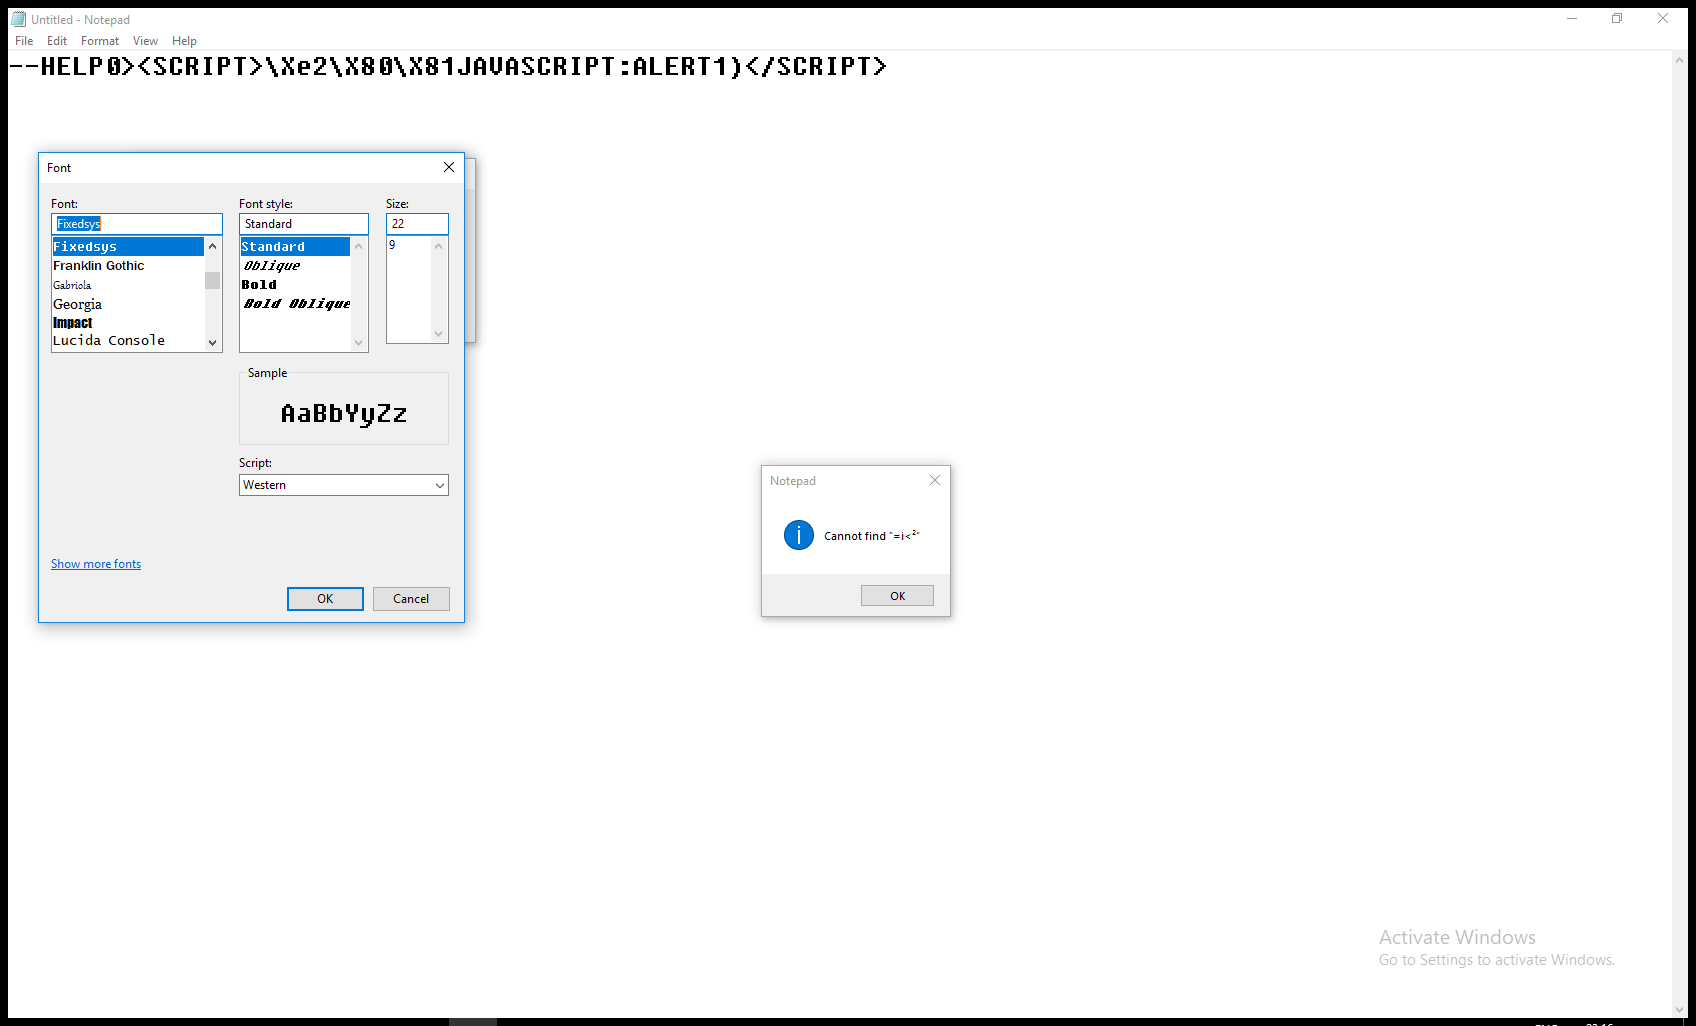 Untitled - Notepad
File Edit Format View Help
--HELP0><SCRIPT>\Xe2\X80\X81JAVASCRIPT:ALERT1)</SCRIPT>
Font
Font: Font style: Size:
Fixedsys Standard 22
Fixedsys Standard 9
Franklin Gothic Oblique
Gabriola Bold
Georgia Bold Oblique
Impact
Lucida Console
Sample
AaBbYyZz
Script:
Western
Show more fonts
OK Cancel
Notepad
Cannot find "=i<²"
OK
Activate Windows
Go to Settings to activate Windows.